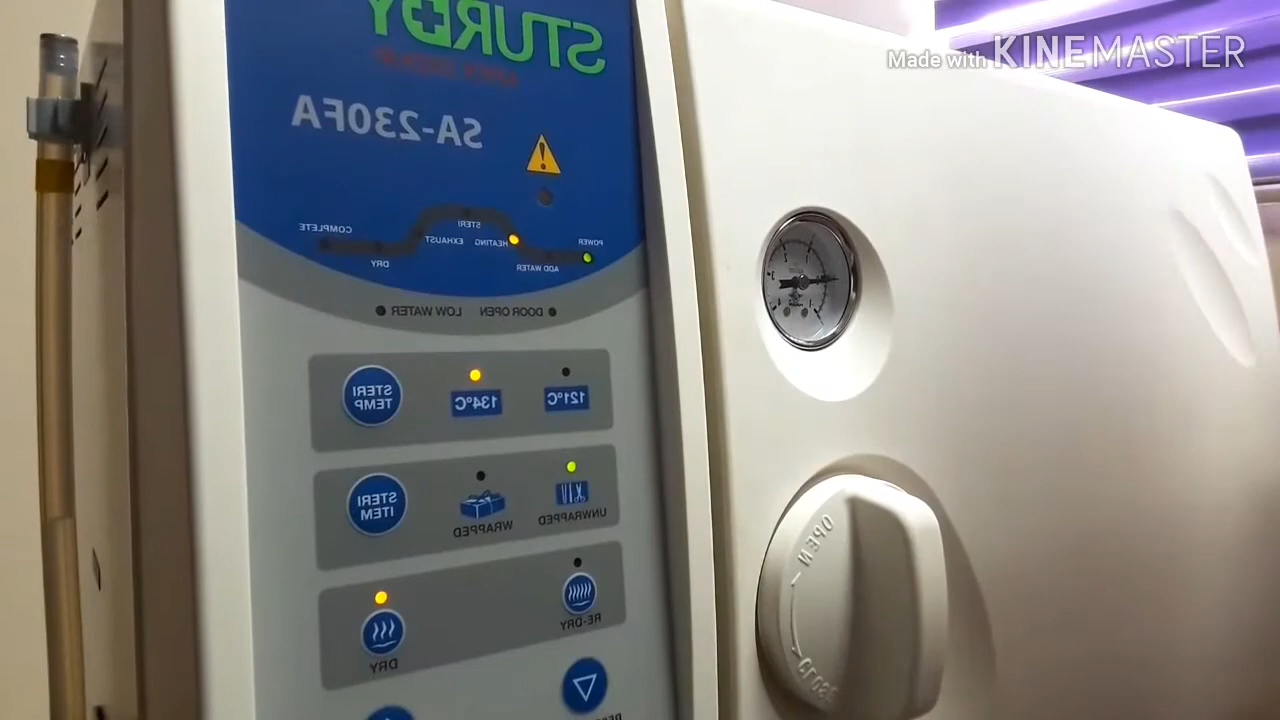 Made with KINEMASTER
STURDY
SA-230FA
COMPLETE
STERI
EXHAUST
HEATING
POWER
DRY
ADD WATER
DOOR OPEN
LOW WATER
STERI TEMP
134°C
121°C
STERI ITEM
WRAPPED
UNWRAPPED
DRY
RE-DRY
OPEN
CLOSE